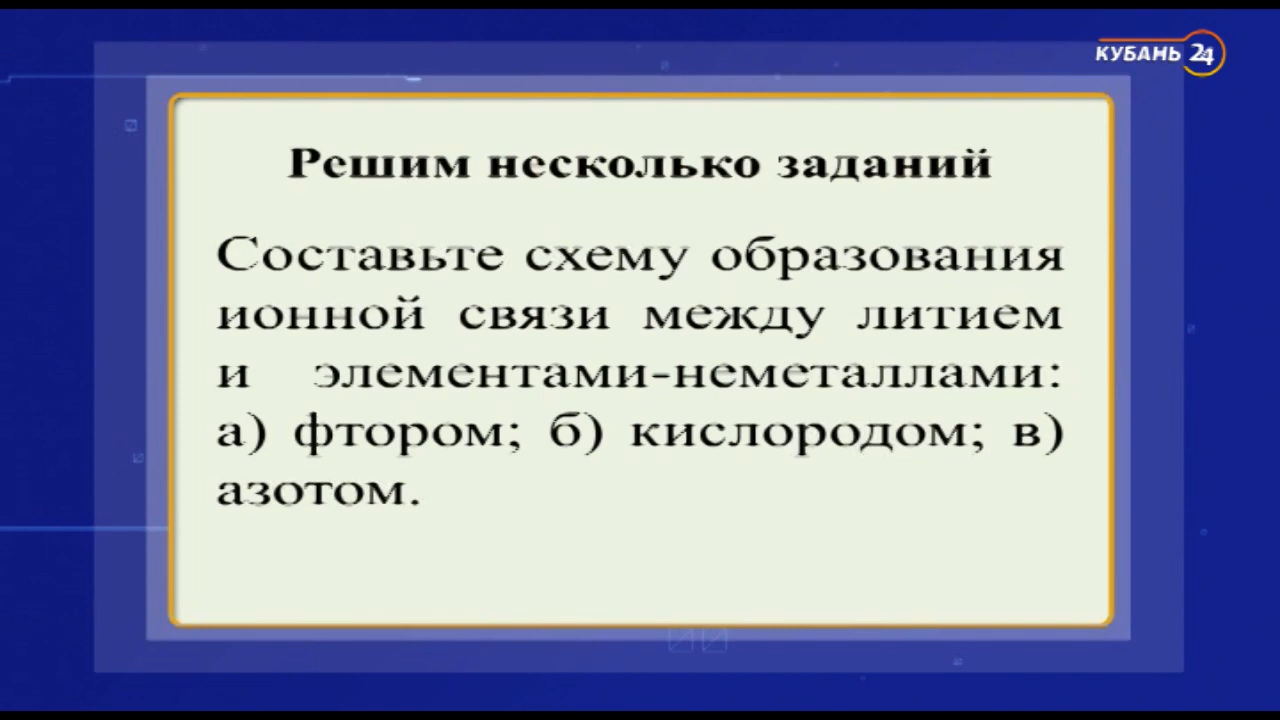 КУБАНЬ 24
Решим несколько заданий
Составьте схему образования
ионной связи между литием
и элементами-неметаллами:
а) фтором; б) кислородом; в)
азотом.